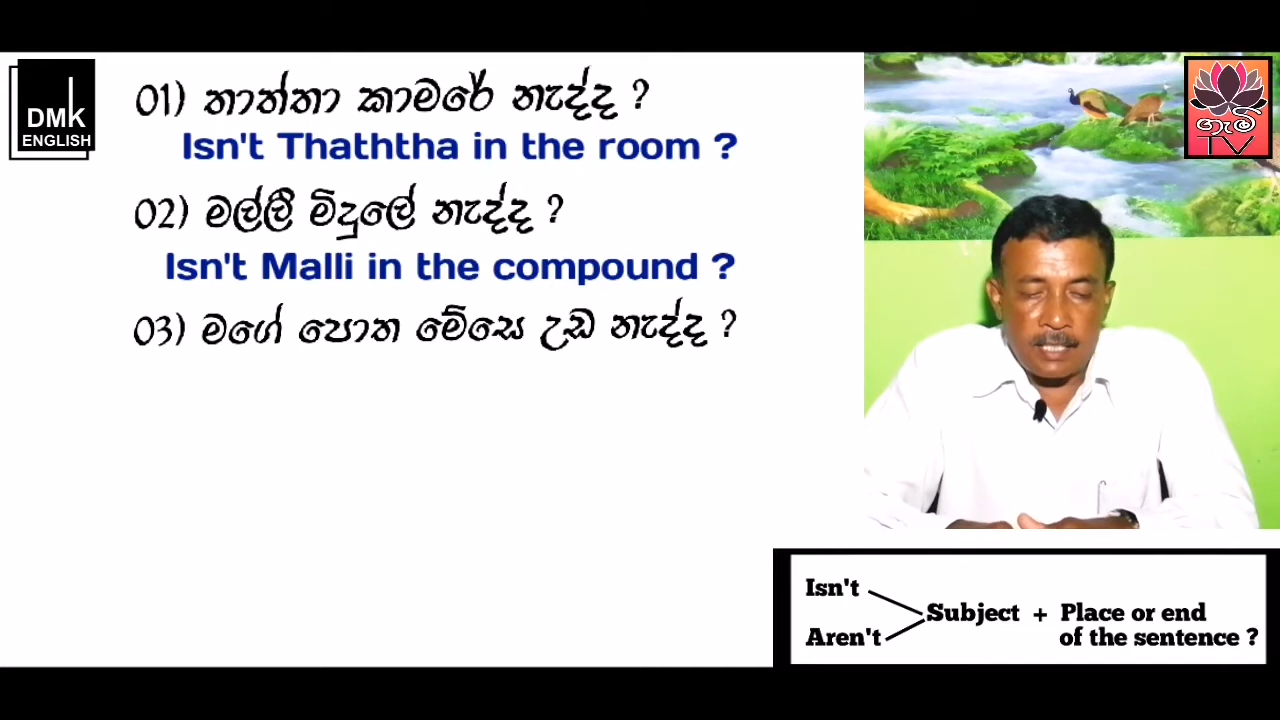 DMK
ENGLISH
01) තාත්තා කාමරේ නැද්ද ?
Isn't Thaththa in the room ?
02) මල්ලී මිදුලේ නැද්ද ?
Isn't Malli in the compound ?
03) මගේ පොත මේසෙ උඩ නැද්ද ?
ගැමි
TV
Isn't
Subject + Place or end
Aren't
of the sentence ?